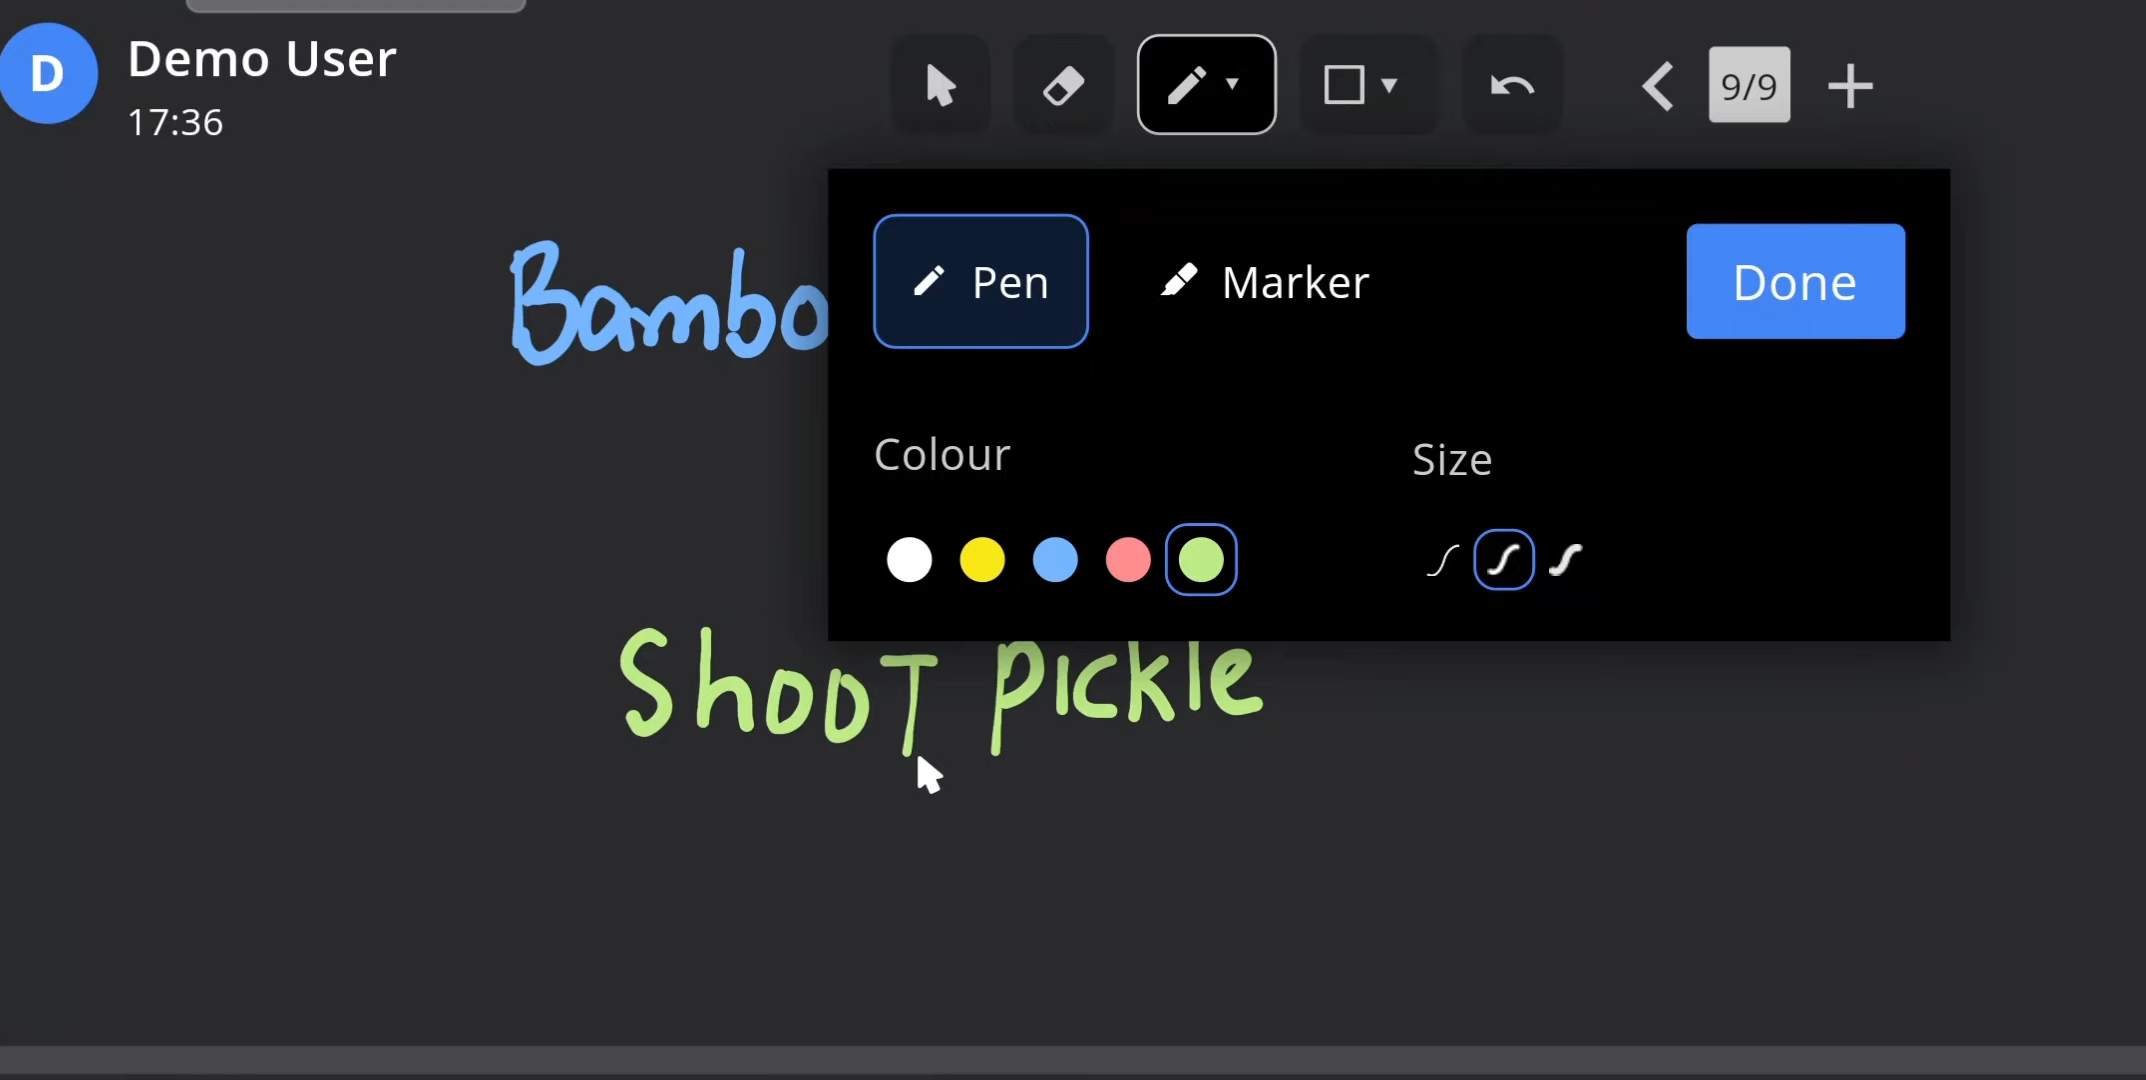 D
Demo User
17:36
9/9
Pen
Marker
Done
Colour
Size
Bambo
Shoot pickle